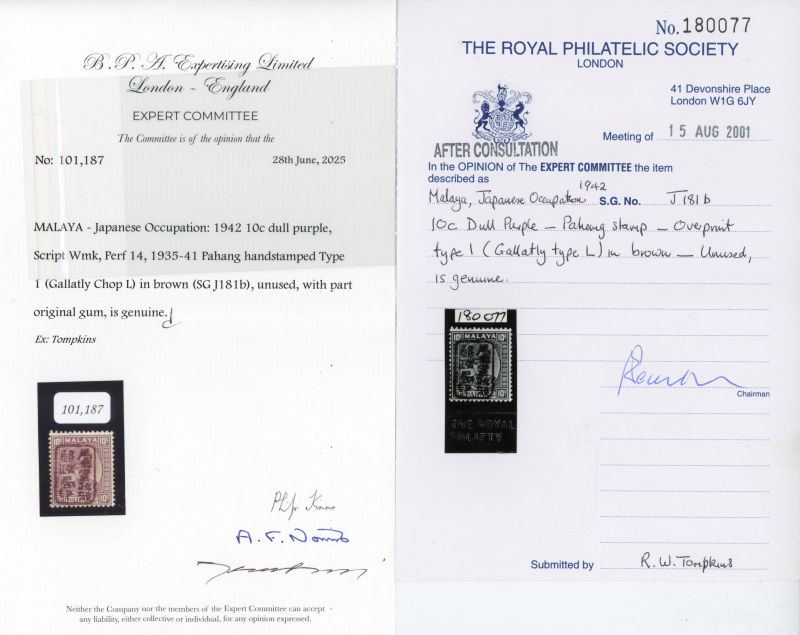 B. P. A. Expertising Limited
London ~ England
EXPERT COMMITTEE
The Committee is of the opinion that the
No: 101,187 28th June, 2025
MALAYA - Japanese Occupation: 1942 10c dull purple,
Script Wmk, Perf 14, 1935-41 Pahang handstamped Type
1 (Gallatly Chop L) in brown (SG J181b), unused, with part
original gum, is genuine.
Ex: Tompkins
101,187
MALAYA
10c 10c
Neither the Company nor the members of the Expert Committee can accept
any liability, either collective or individual, for any opinion expressed.
No. 180077
THE ROYAL PHILATELIC SOCIETY
LONDON
41 Devonshire Place
London W1G 6JY
Meeting of 15 AUG 2001
AFTER CONSULTATION
In the OPINION of The EXPERT COMMITTEE the item
described as
Malaya, Japanese Occupation 1942 S.G. No. J181b
10c Dull Purple – Pahang stamp – Overprint
type 1 (Gallatly type L) in brown – Unused,
is genuine.
180077
MALAYA
THE ROYAL
Chairman
Submitted by R.W. Tompkins